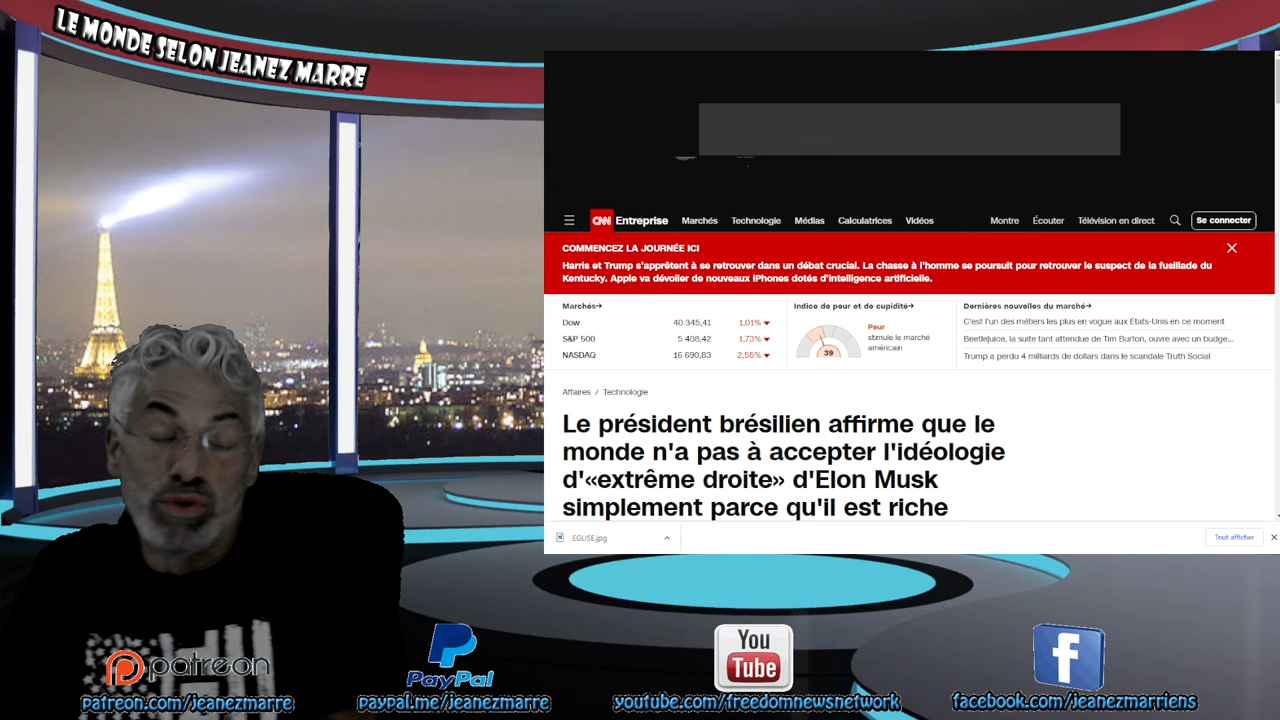 LE MONDE SELON JEANEZ MARRE
CNN Entreprise Marchés Technologie Médias Calculatrices Vidéos Montre Écouter Télévision en direct Se connecter
COMMENCEZ LA JOURNÉE ICI
Harris et Trump s'apprêtent à se retrouver dans un débat crucial. La chasse à l'homme se poursuit pour retrouver le suspect de la fusillade du
Kentucky. Apple va dévoiler de nouveaux iPhones dotés d'intelligence artificielle.
Marchés→
Dow 40 345,41 1,01%
S&P 500 5 408,42 1,73%
NASDAQ 16 690,83 2,55%
Indice de peur et de cupidité→
39
Peur
stimule le marché
américain
Dernières nouvelles du marché→
C'est l'un des métiers les plus en vogue aux États-Unis en ce moment
Beetlejuice, la suite tant attendue de Tim Burton, ouvre avec un budge...
Trump a perdu 4 milliards de dollars dans le scandale Truth Social
Affaires / Technologie
Le président brésilien affirme que le
monde n'a pas à accepter l'idéologie
d'«extrême droite» d'Elon Musk
simplement parce qu'il est riche
EGLISE.jpg
Tout afficher
patreon
patreon.com/jeanezmarre
PayPal
paypal.me/jeanezmarre
You
Tube
youtube.com/freedomnewsnetwork
f
facebook.com/jeanezmarriens